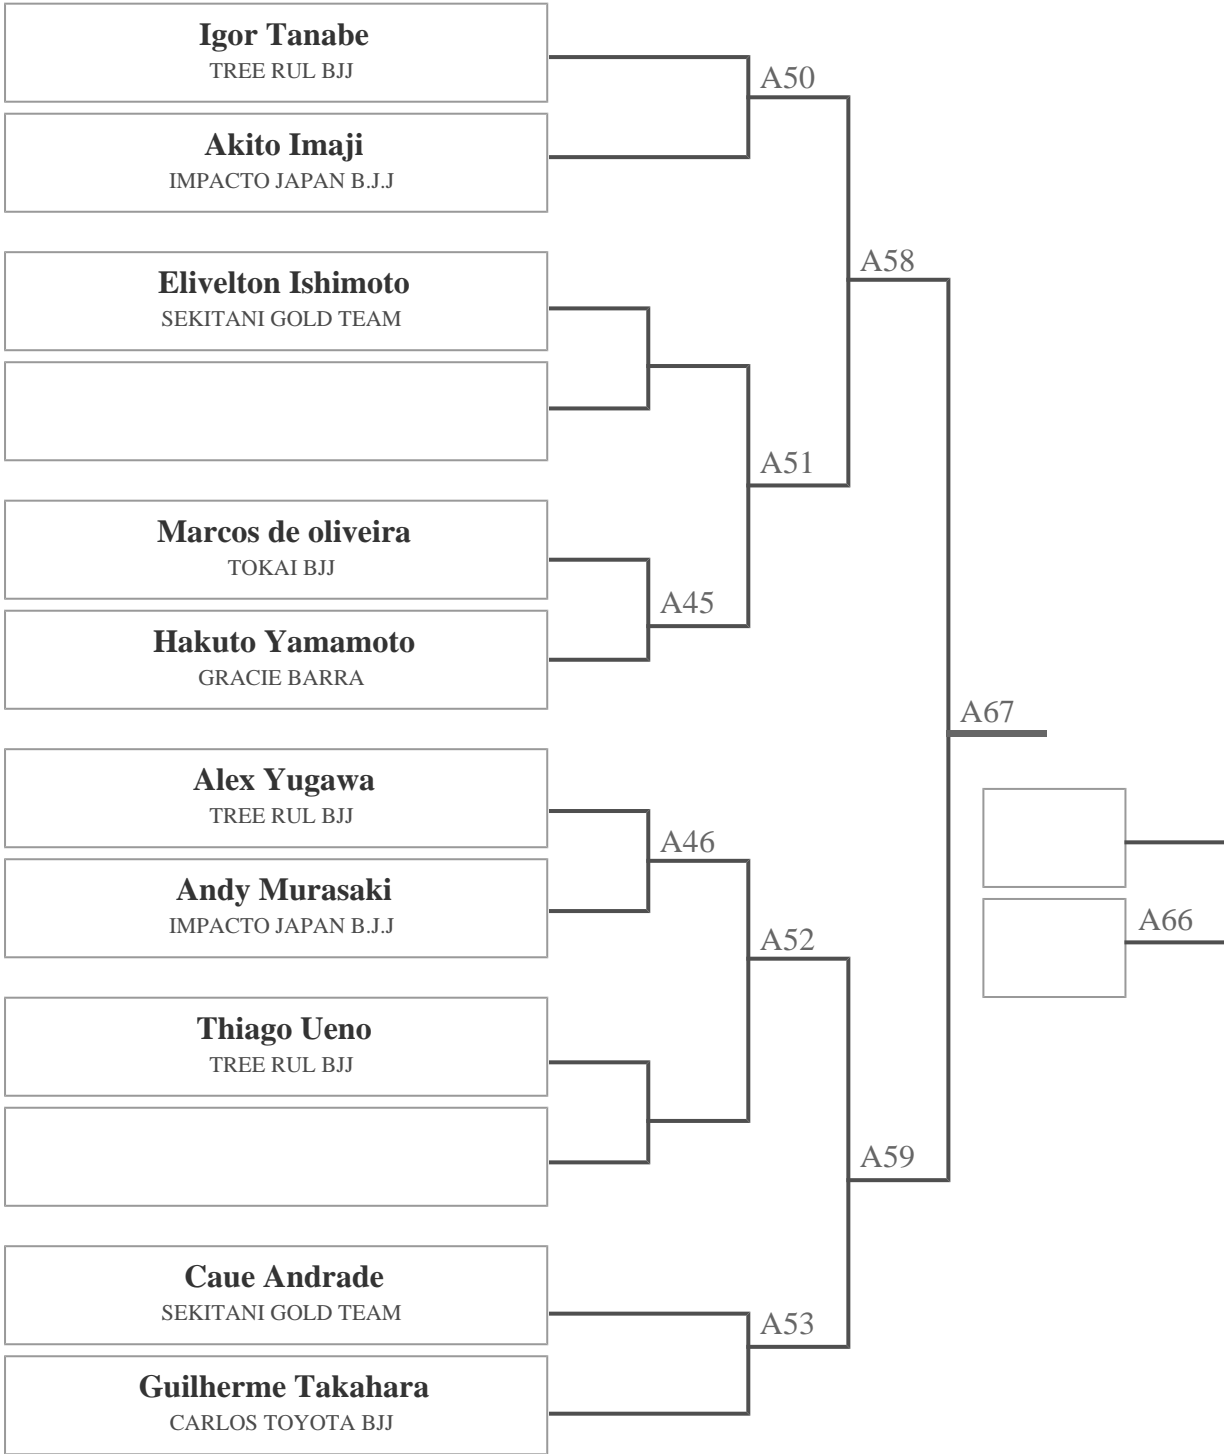 Igor Tanabe
TREE RUL BJJ
A50
Akito Imaji
IMPACTO JAPAN B.J.J
A58
Elivelton Ishimoto
SEKITANI GOLD TEAM
A51
Marcos de oliveira
TOKAI BJJ
A45
Hakuto Yamamoto
GRACIE BARRA
A67
Alex Yugawa
TREE RUL BJJ
A46
Andy Murasaki
IMPACTO JAPAN B.J.J
A66
A52
Thiago Ueno
TREE RUL BJJ
A59
Caue Andrade
SEKITANI GOLD TEAM
A53
Guilherme Takahara
CARLOS TOYOTA BJJ